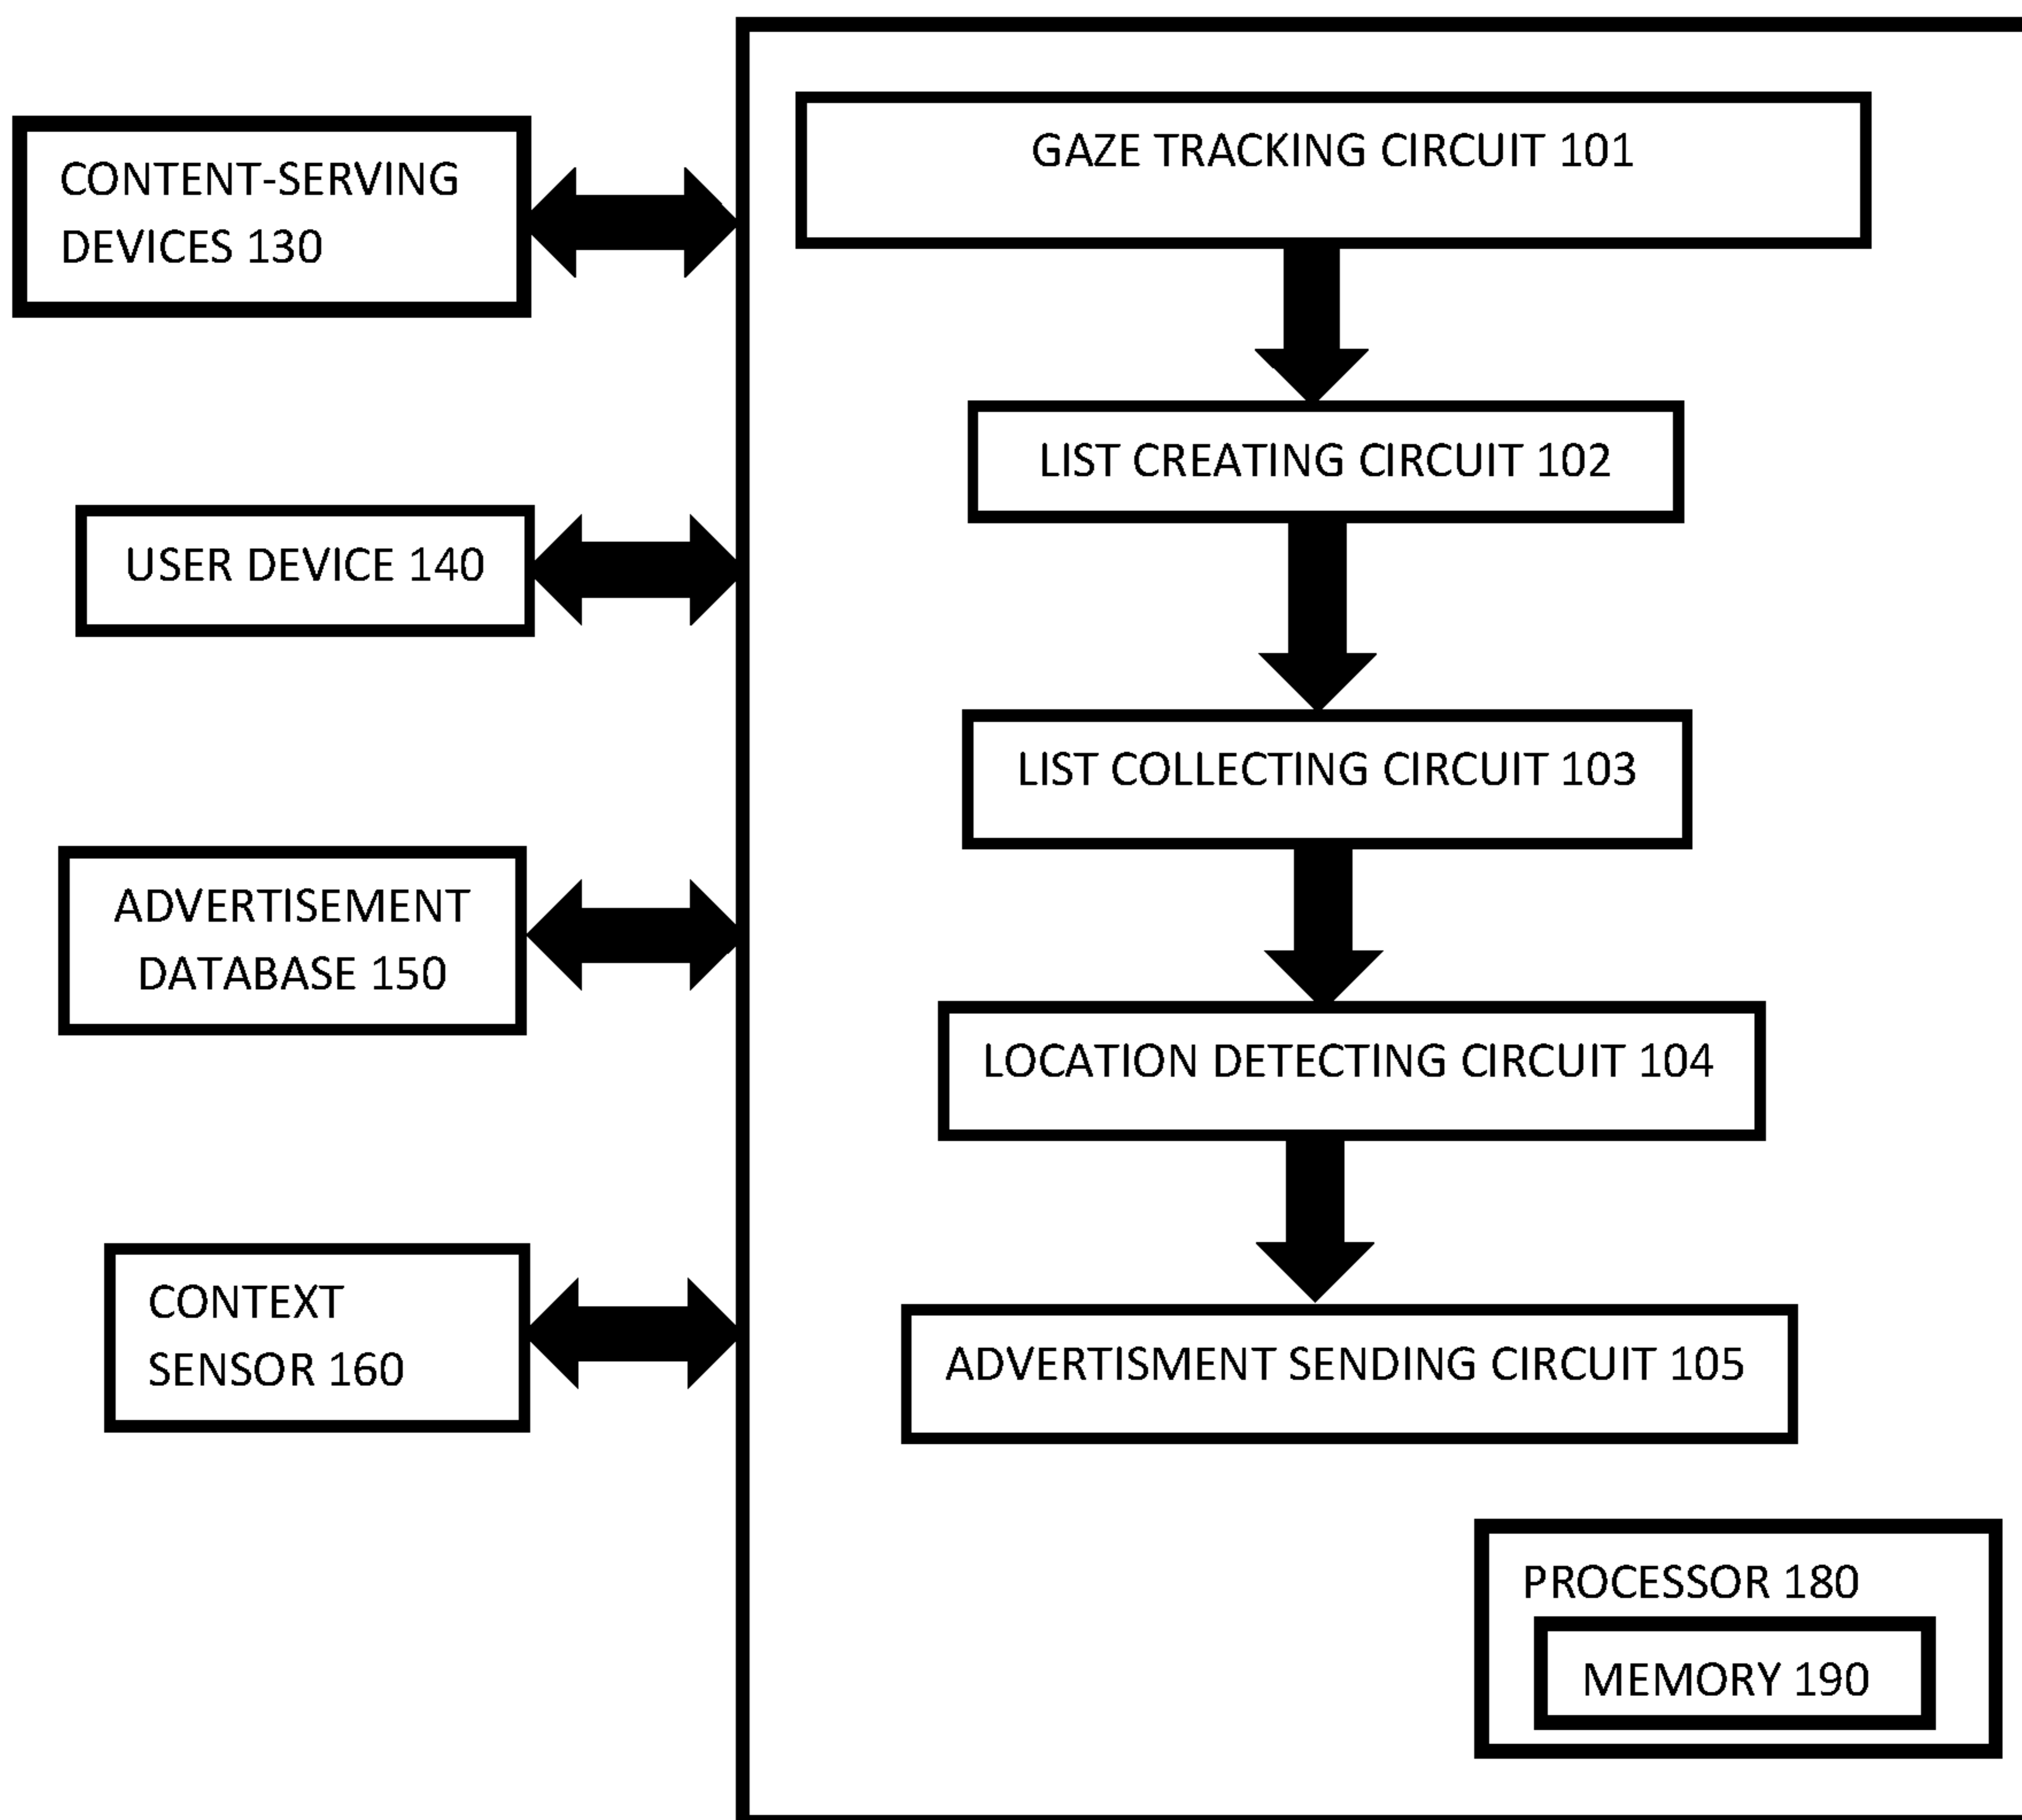 CONTENT-SERVING
DEVICES 130
USER DEVICE 140
ADVERTISEMENT
DATABASE 150
CONTEXT
SENSOR 160
GAZE TRACKING CIRCUIT 101
LIST CREATING CIRCUIT 102
LIST COLLECTING CIRCUIT 103
LOCATION DETECTING CIRCUIT 104
ADVERTISMENT SENDING CIRCUIT 105
PROCESSOR 180
MEMORY 190